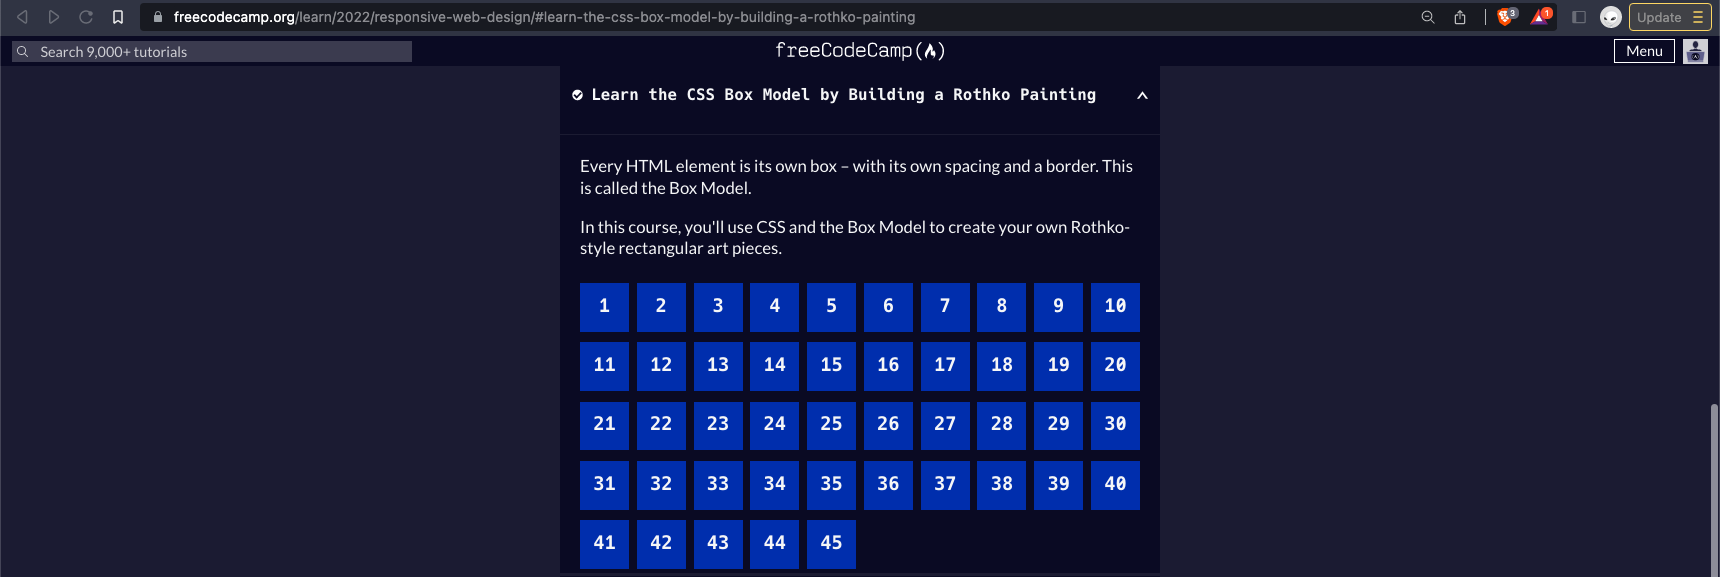 freecodecamp.org/learn/2022/responsive-web-design/#learn-the-css-box-model-by-building-a-rothko-painting
3
1
Update
Search 9,000+ tutorials
freeCodeCamp
Menu
Learn the CSS Box Model by Building a Rothko Painting
Every HTML element is its own box – with its own spacing and a border. This
is called the Box Model.
In this course, you'll use CSS and the Box Model to create your own Rothko-
style rectangular art pieces.
1 2 3 4 5 6 7 8 9 10
11 12 13 14 15 16 17 18 19 20
21 22 23 24 25 26 27 28 29 30
31 32 33 34 35 36 37 38 39 40
41 42 43 44 45